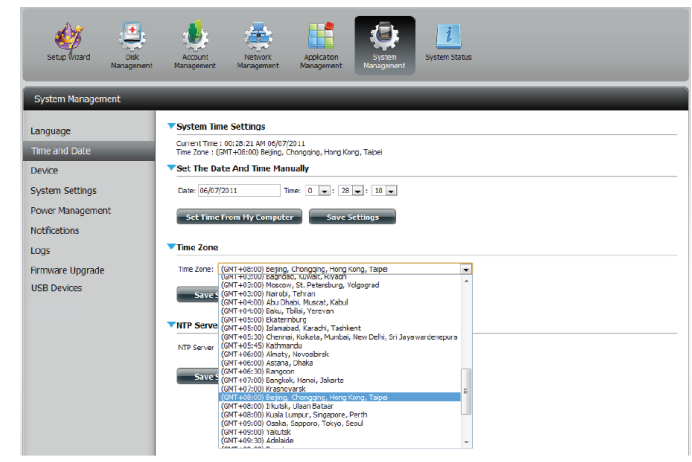 Setup Wizard
Disk Management
Account Management
Network Management
Application Management
System Management
System Status
System Management
Language
Time and Date
Device
System Settings
Power Management
Notifications
Logs
Firmware Upgrade
USB Devices
System Time Settings
Current Time : 00:28:21 AM 06/07/2011
Time Zone : (GMT+08:00) Beijing, Chongqing, Hong Kong, Taipei
Set The Date And Time Manually
Date: 06/07/2011 Time: 0 : 28 : 10
Set Time From My Computer Save Settings
Time Zone
Time Zone: (GMT+08:00) Beijing, Chongqing, Hong Kong, Taipei
(GMT+03:00) Baghdad, Kuwait, Riyadh
(GMT+03:00) Moscow, St. Petersburg, Volgograd
(GMT+03:00) Nairobi, Tehran
(GMT+04:00) Abu Dhabi, Muscat, Kabul
(GMT+04:00) Baku, Tbilisi, Yerevan
(GMT+05:00) Ekaterinburg
(GMT+05:00) Islamabad, Karachi, Tashkent
(GMT+05:30) Chennai, Kolkata, Mumbai, New Delhi, Sri Jayawardenepura
(GMT+05:45) Kathmandu
(GMT+06:00) Almaty, Novosibirsk
(GMT+06:00) Astana, Dhaka
(GMT+06:30) Rangoon
(GMT+07:00) Bangkok, Hanoi, Jakarta
(GMT+07:00) Krasnoyarsk
(GMT+08:00) Beijing, Chongqing, Hong Kong, Taipei
(GMT+08:00) Irkutsk, Ulaan Bataar
(GMT+08:00) Kuala Lumpur, Singapore, Perth
(GMT+09:00) Osaka, Sapporo, Tokyo, Seoul
(GMT+09:00) Yakutsk
(GMT+09:30) Adelaide
Save S
NTP Serve
NTP Server
Save S